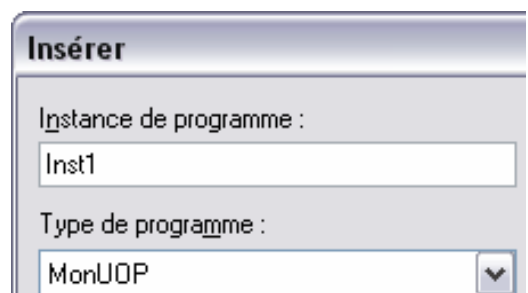 Insérer
Instance de programme :
Inst1
Type de programme :
MonUOP